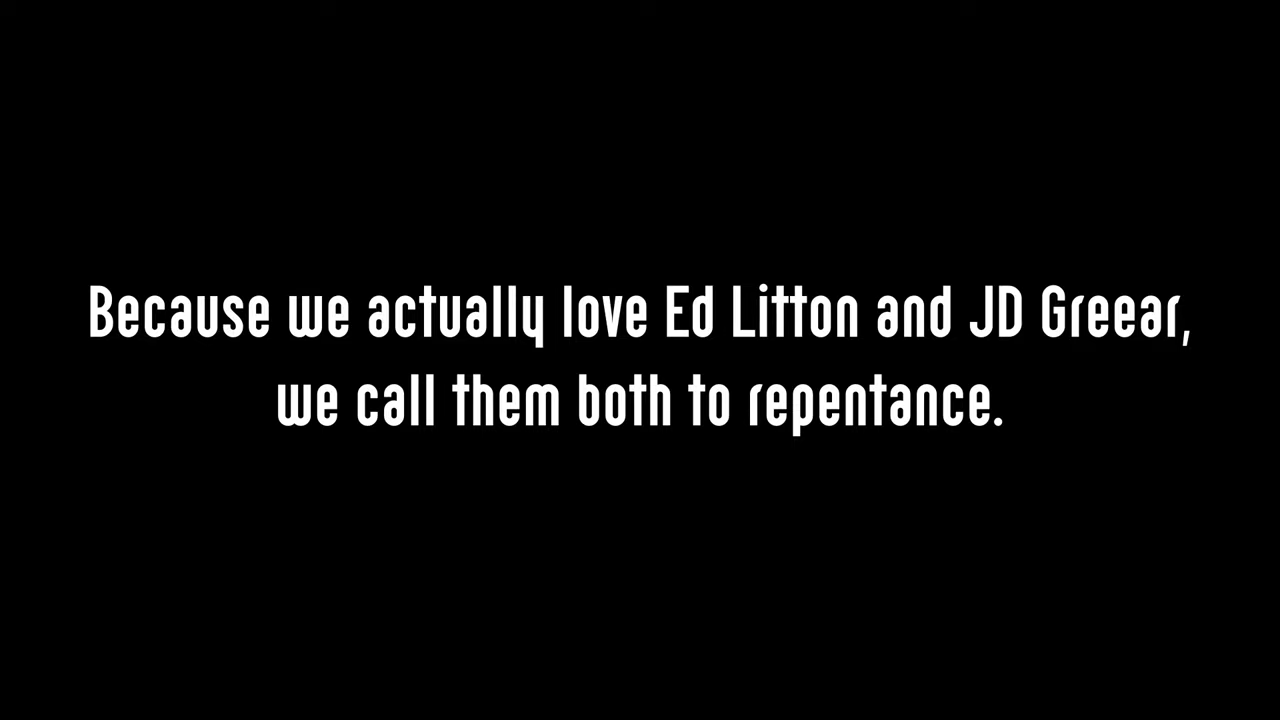 Because we actually love Ed Litton and JD Greear,
we call them both to repentance.